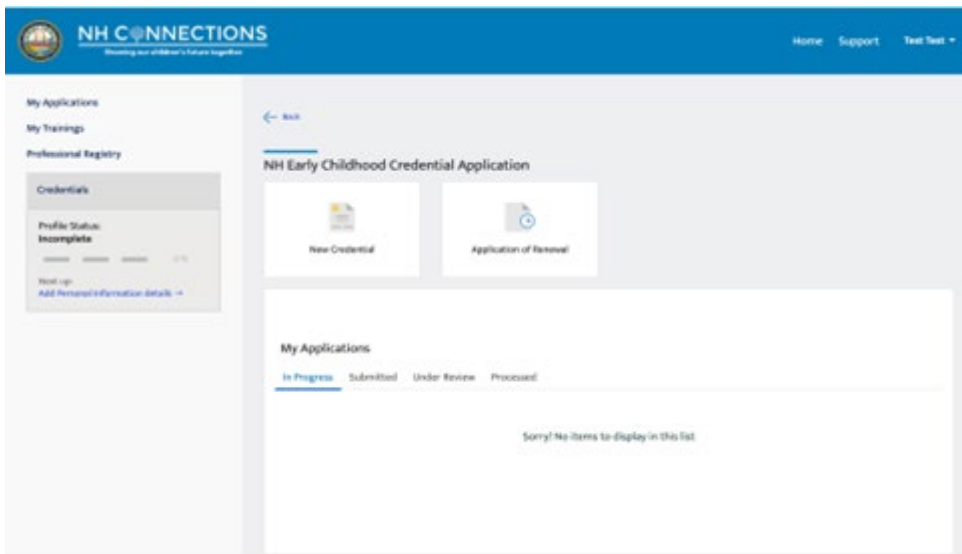 NH CONNECTIONS
Home Support Test Test
My Applications
My Trainings
Professional Registry
Credentials
Profile Status:
Incomplete
Next up:
Add Personal Information details →
← Back
NH Early Childhood Credential Application
New Credential
Application of Renewal
My Applications
In Progress Submitted Under Review Processed
Sorry! No items to display in this list